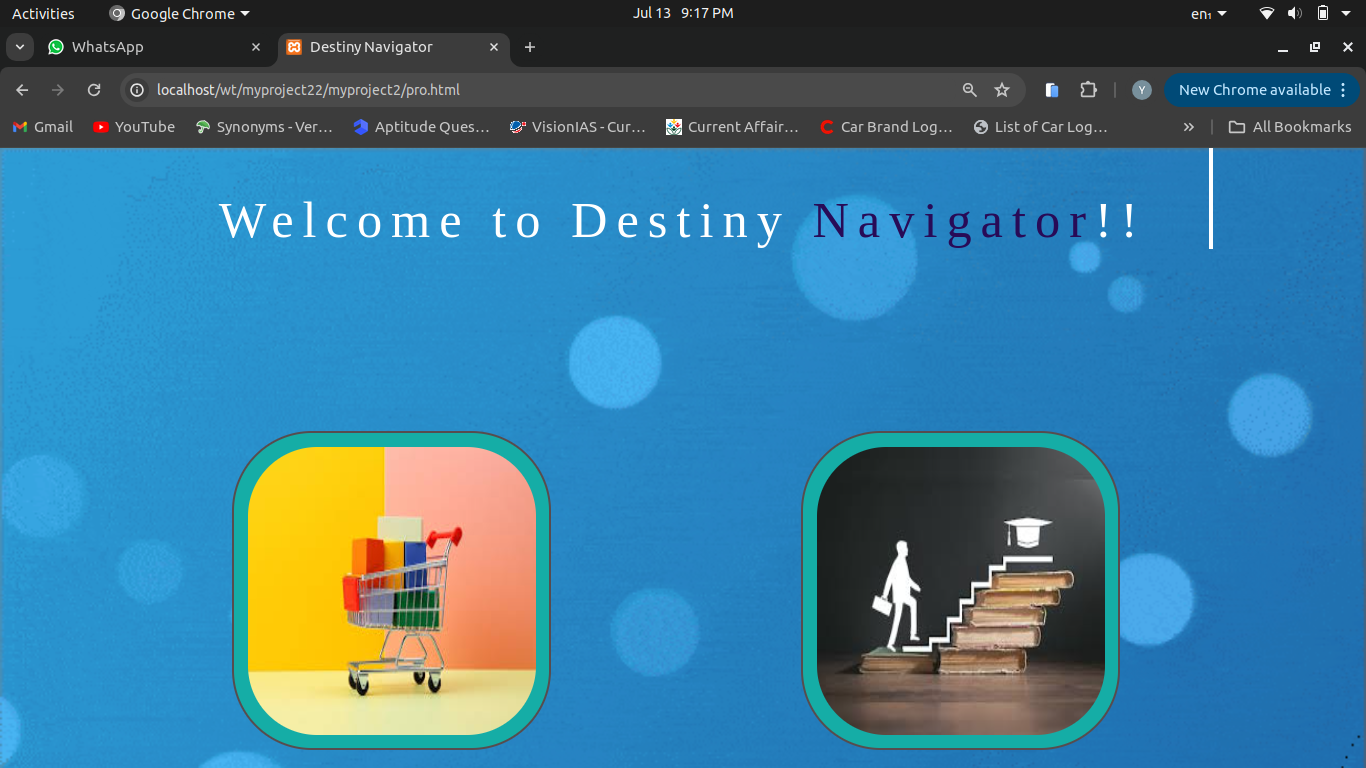 Activities Google Chrome Jul 13 9:17 PM en₁
WhatsApp Destiny Navigator
localhost/wt/myproject22/myproject2/pro.html Y New Chrome available
Gmail YouTube Synonyms - Ver... Aptitude Ques... VisionIAS - Cur... Current Affair... Car Brand Log... List of Car Log... All Bookmarks
Welcome to Destiny Navigator!!